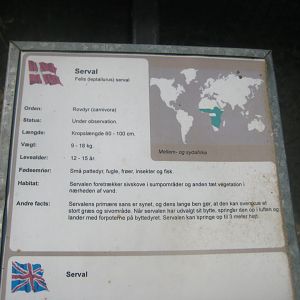 Serval
Felis (leptailurus) serval
Orden: Rovdyr (carnivora)
Status: Under observation.
Længde: Kropslængde 60 - 100 cm.
Vægt: 9 - 18 kg.
Levealder: 12 - 15 år.
Mellem- og sydafrika
Fødeemner: Små pattedyr, fugle, frøer, insekter og fisk.
Habitat: Servalen foretrækker sivskove i sumpområder og anden tæt vegetation i
nærheden af vand.
Andre facts: Servalens primære sans er synet, og dens lange ben gør, at den kan overskue et
stort græs og sivområde. Når servalen har udvalgt sit bytte, springer den op i luften og
lander med forpoterne på byttedyret. Servalen kan springe op til 3 meter højt.
Serval